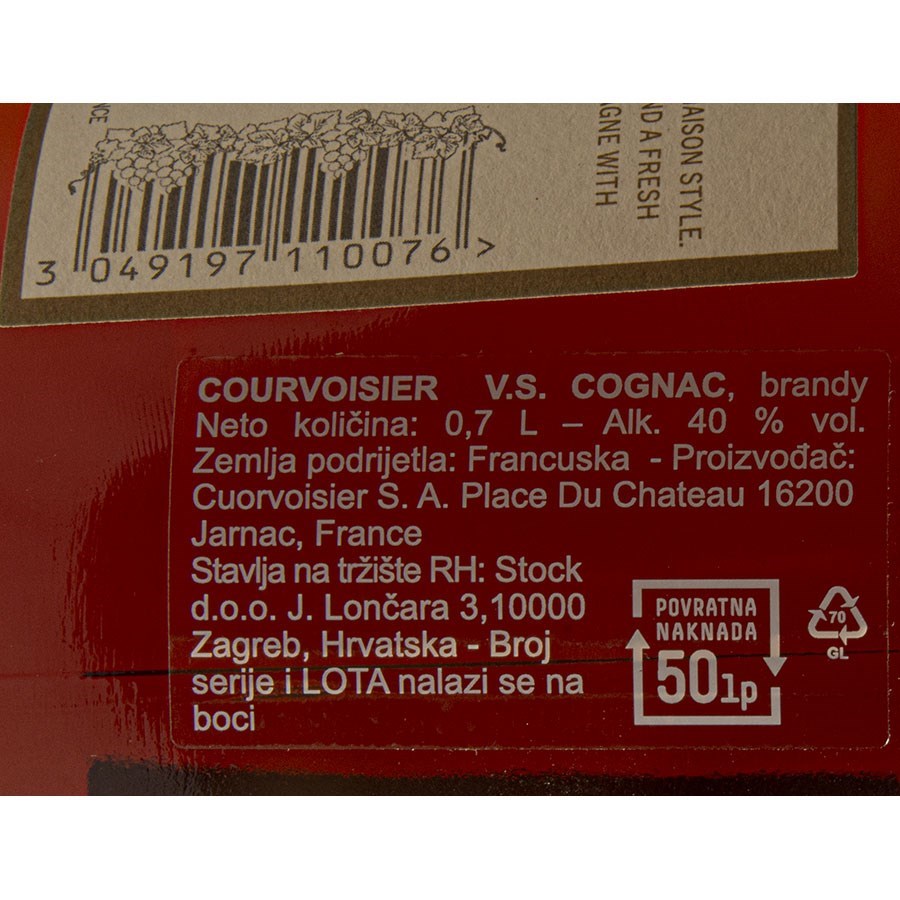 NCE
AISON STYLE.
ND A FRESH
AGNE WITH
3 049197 110076 >
COURVOISIER V.S. COGNAC, brandy
Neto količina: 0,7 L – Alk. 40 % vol.
Zemlja podrijetla: Francuska - Proizvođač:
Cuorvoisier S. A. Place Du Chateau 16200
Jarnac, France
Stavlja na tržište RH: Stock
d.o.o. J. Lončara 3,10000
Zagreb, Hrvatska - Broj
serije i LOTA nalazi se na
boci
POVRATNA
NAKNADA
50lp
70
GL